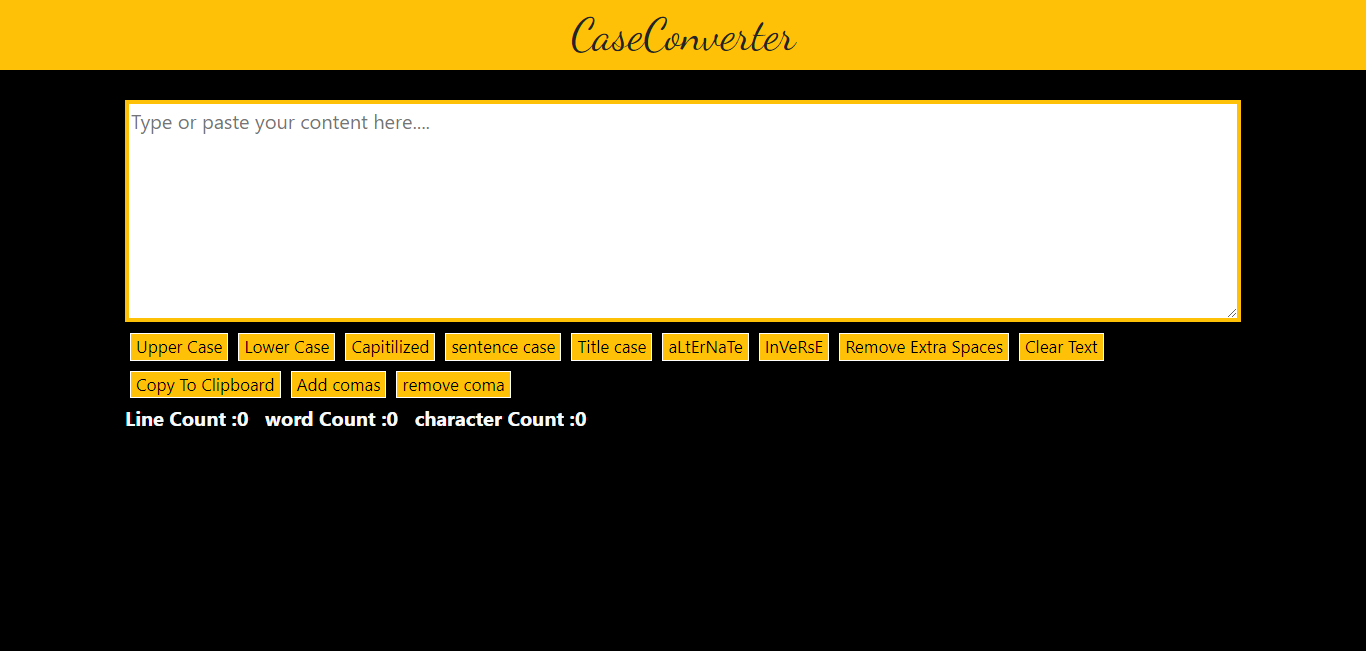 CaseConverter
Type or paste your content here....
Upper Case Lower Case Capitilized sentence case Title case aLtErNaTe InVeRsE Remove Extra Spaces Clear Text
Copy To Clipboard Add comas remove coma
Line Count :0 word Count :0 character Count :0